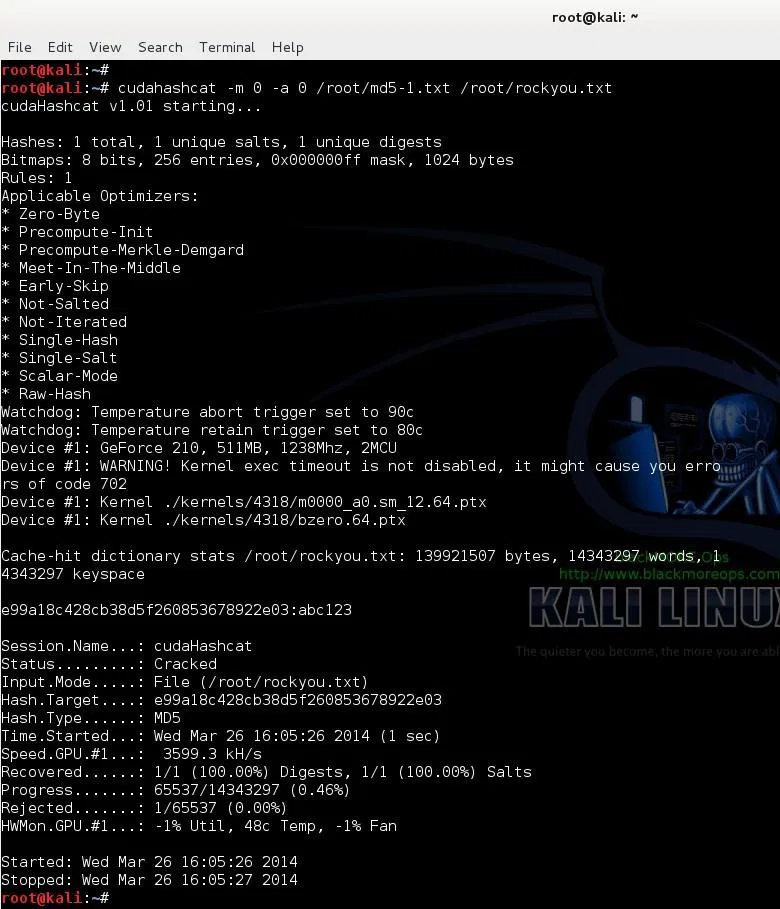 root@kali: ~
File Edit View Search Terminal Help
root@kali:~#
root@kali:~# cudahashcat -m 0 -a 0 /root/md5-1.txt /root/rockyou.txt
cudaHashcat v1.01 starting...
Hashes: 1 total, 1 unique salts, 1 unique digests
Bitmaps: 8 bits, 256 entries, 0x000000ff mask, 1024 bytes
Rules: 1
Applicable Optimizers:
* Zero-Byte
* Precompute-Init
* Precompute-Merkle-Demgard
* Meet-In-The-Middle
* Early-Skip
* Not-Salted
* Not-Iterated
* Single-Hash
* Single-Salt
* Scalar-Mode
* Raw-Hash
Watchdog: Temperature abort trigger set to 90c
Watchdog: Temperature retain trigger set to 80c
Device #1: GeForce 210, 511MB, 1238Mhz, 2MCU
Device #1: WARNING! Kernel exec timeout is not disabled, it might cause you erro
rs of code 702
Device #1: Kernel ./kernels/4318/m0000_a0.sm_12.64.ptx
Device #1: Kernel ./kernels/4318/bzero.64.ptx
Cache-hit dictionary stats /root/rockyou.txt: 139921507 bytes, 14343297 words, 1
4343297 keyspace
http://www.blackmoreops.com
e99a18c428cb38d5f260853678922e03:abc123
KALI LINUX
Session.Name...: cudaHashcat
The quieter you become, the more you are abl
Status.........: Cracked
Input.Mode.....: File (/root/rockyou.txt)
Hash.Target....: e99a18c428cb38d5f260853678922e03
Hash.Type......: MD5
Time.Started...: Wed Mar 26 16:05:26 2014 (1 sec)
Speed.GPU.#1...:  3599.3 kH/s
Recovered......: 1/1 (100.00%) Digests, 1/1 (100.00%) Salts
Progress.......: 65537/14343297 (0.46%)
Rejected.......: 1/65537 (0.00%)
HWMon.GPU.#1...: -1% Util, 48c Temp, -1% Fan
Started: Wed Mar 26 16:05:26 2014
Stopped: Wed Mar 26 16:05:27 2014
root@kali:~#